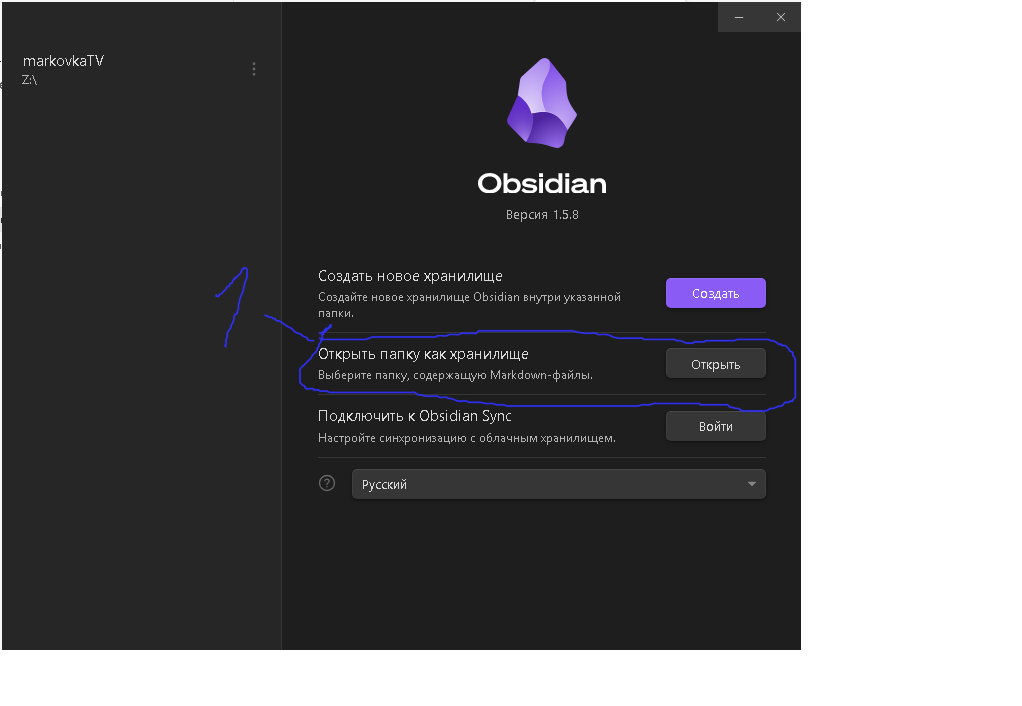 markovkaTV
Z:\
Obsidian
Версия 1.5.8
Создать новое хранилище
Создайте новое хранилище Obsidian внутри указанной
папки.
Создать
1
Открыть папку как хранилище
Выберите папку, содержащую Markdown-файлы.
Открыть
Подключить к Obsidian Sync
Настройте синхронизацию с облачным хранилищем.
Войти
?
Русский